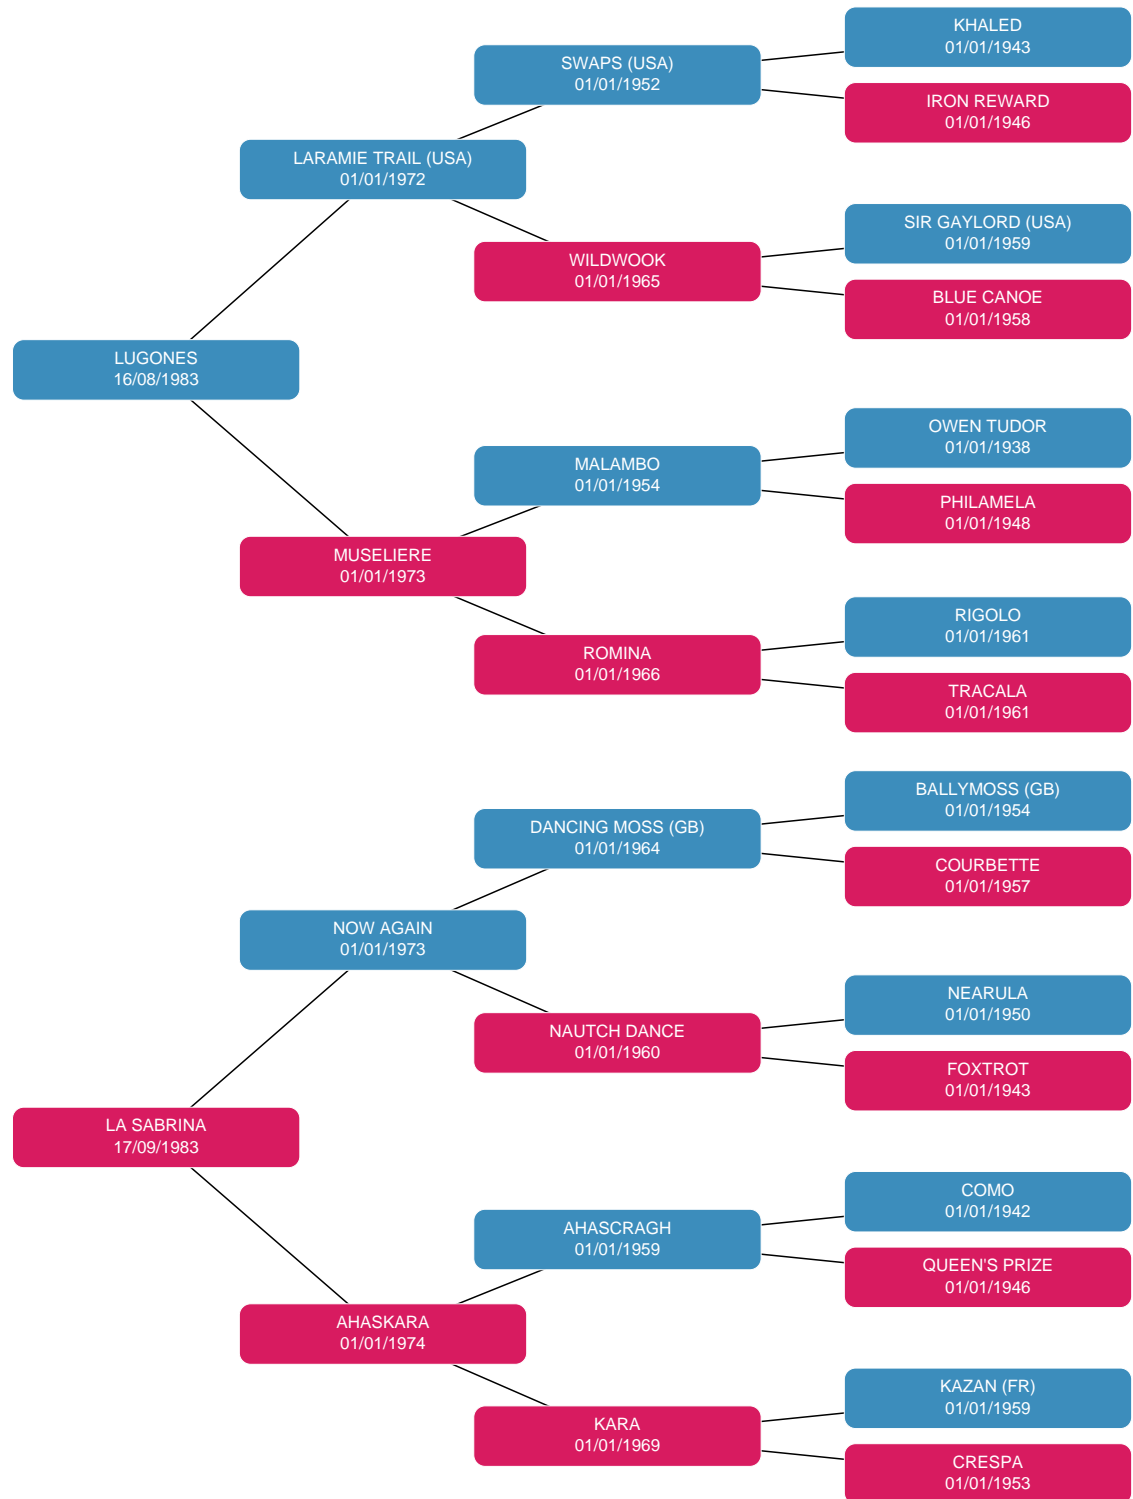 KHALED
01/01/1943
SWAPS (USA)
01/01/1952
IRON REWARD
01/01/1946
LARAMIE TRAIL (USA)
01/01/1972
SIR GAYLORD (USA)
01/01/1959
WILDWOOK
01/01/1965
BLUE CANOE
01/01/1958
LUGONES
16/08/1983
OWEN TUDOR
01/01/1938
MALAMBO
01/01/1954
PHILAMELA
01/01/1948
MUSELIERE
01/01/1973
RIGOLO
01/01/1961
ROMINA
01/01/1966
TRACALA
01/01/1961
BALLYMOSS (GB)
01/01/1954
DANCING MOSS (GB)
01/01/1964
COURBETTE
01/01/1957
NOW AGAIN
01/01/1973
NEARULA
01/01/1950
NAUTCH DANCE
01/01/1960
FOXTROT
01/01/1943
LA SABRINA
17/09/1983
COMO
01/01/1942
AHASCRAGH
01/01/1959
QUEEN'S PRIZE
01/01/1946
AHASKARA
01/01/1974
KAZAN (FR)
01/01/1959
KARA
01/01/1969
CRESPA
01/01/1953